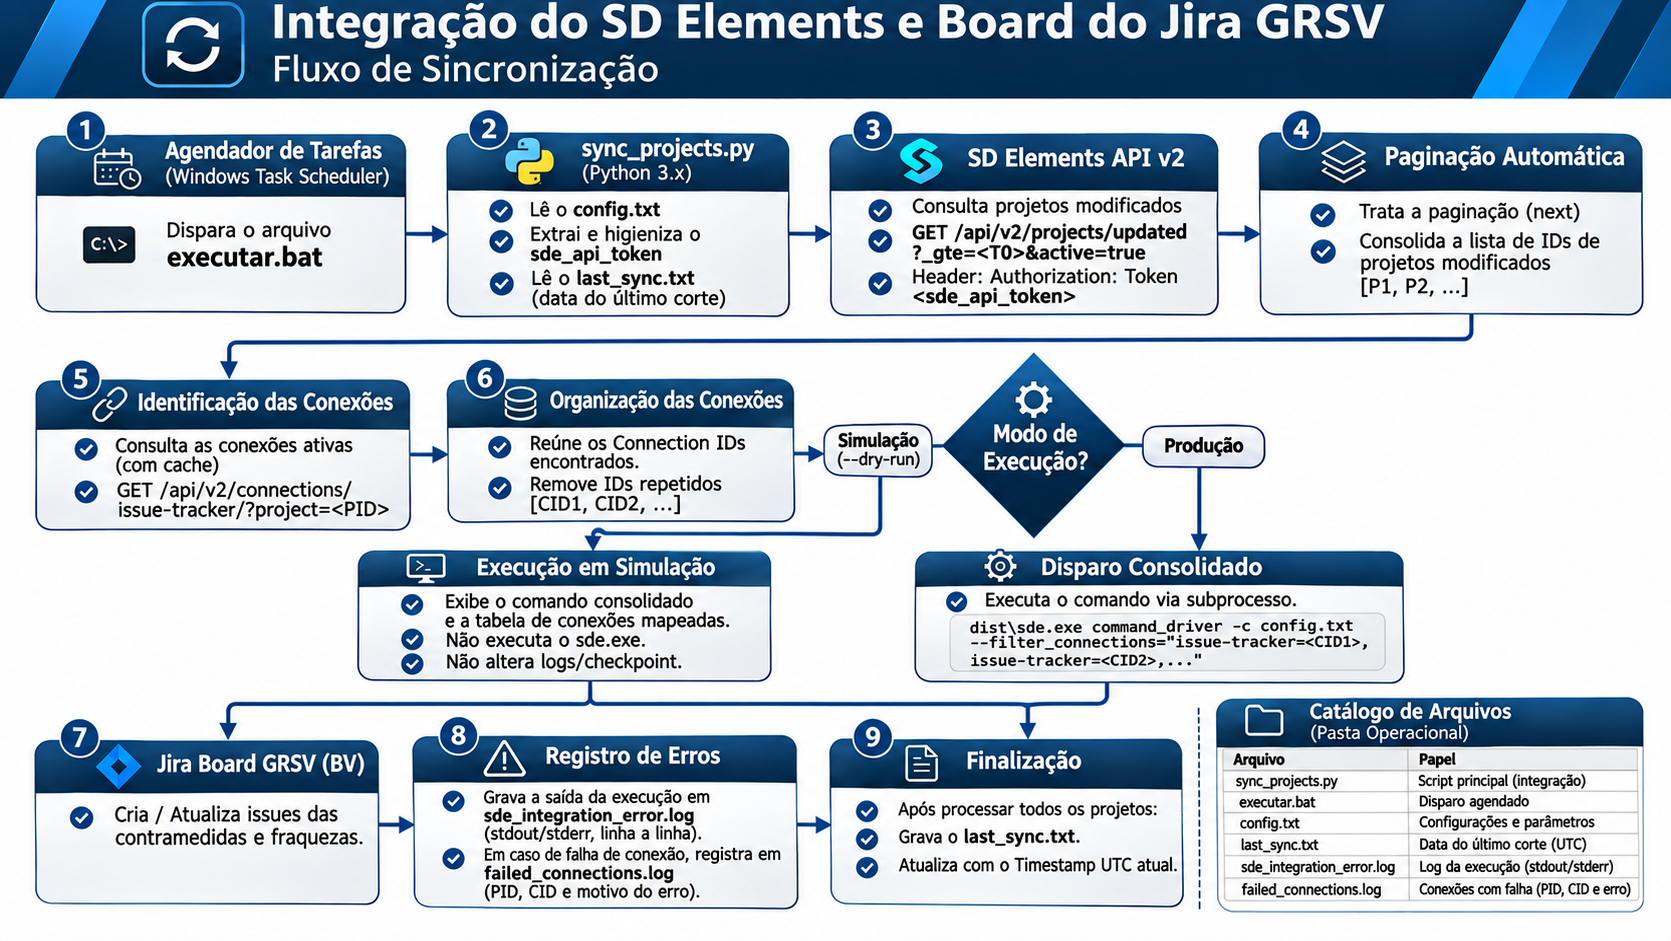 Integração do SD Elements e Board do Jira GRSV
Fluxo de Sincronização
1
Agendador de Tarefas
(Windows Task Scheduler)
C:\>
Dispara o arquivo
executar.bat
2
sync_projects.py
(Python 3.x)
Lê o config.txt
Extrai e higieniza o
sde_api_token
Lê o last_sync.txt
(data do último corte)
3
SD Elements API v2
Consulta projetos modificados
GET /api/v2/projects/updated
?_gte=<T0>&active=true
Header: Authorization: Token
<sde_api_token>
4
Paginação Automática
Trata a paginação (next)
Consolida a lista de IDs de
projetos modificados
[P1, P2, ...]
5
Identificação das Conexões
Consulta as conexões ativas
(com cache)
GET /api/v2/connections/
issue-tracker/?project=<PID>
6
Organização das Conexões
Reúne os Connection IDs
encontrados.
Remove IDs repetidos
[CID1, CID2, ...]
Simulação
(--dry-run)
Modo de
Execução?
Produção
>_
Execução em Simulação
Exibe o comando consolidado
e a tabela de conexões mapeadas.
Não executa o sde.exe.
Não altera logs/checkpoint.
Disparo Consolidado
Executa o comando via subprocesso.
dist\sde.exe command_driver -c config.txt
--filter_connections="issue-tracker=<CID1>,
issue-tracker=<CID2>,..."
7
Jira Board GRSV (BV)
Cria / Atualiza issues das
contramedidas e fraquezas.
8
Registro de Erros
Grava a saída da execução em
sde_integration_error.log
(stdout/stderr, linha a linha).
Em caso de falha de conexão, registra em
failed_connections.log
(PID, CID e motivo do erro).
9
Finalização
Após processar todos os projetos:
Grava o last_sync.txt.
Atualiza com o Timestamp UTC atual.
Catálogo de Arquivos
(Pasta Operacional)
Arquivo Papel
sync_projects.py Script principal (integração)
executar.bat Disparo agendado
config.txt Configurações e parâmetros
last_sync.txt Data do último corte (UTC)
sde_integration_error.log Log da execução (stdout/stderr)
failed_connections.log Conexões com falha (PID, CID e erro)